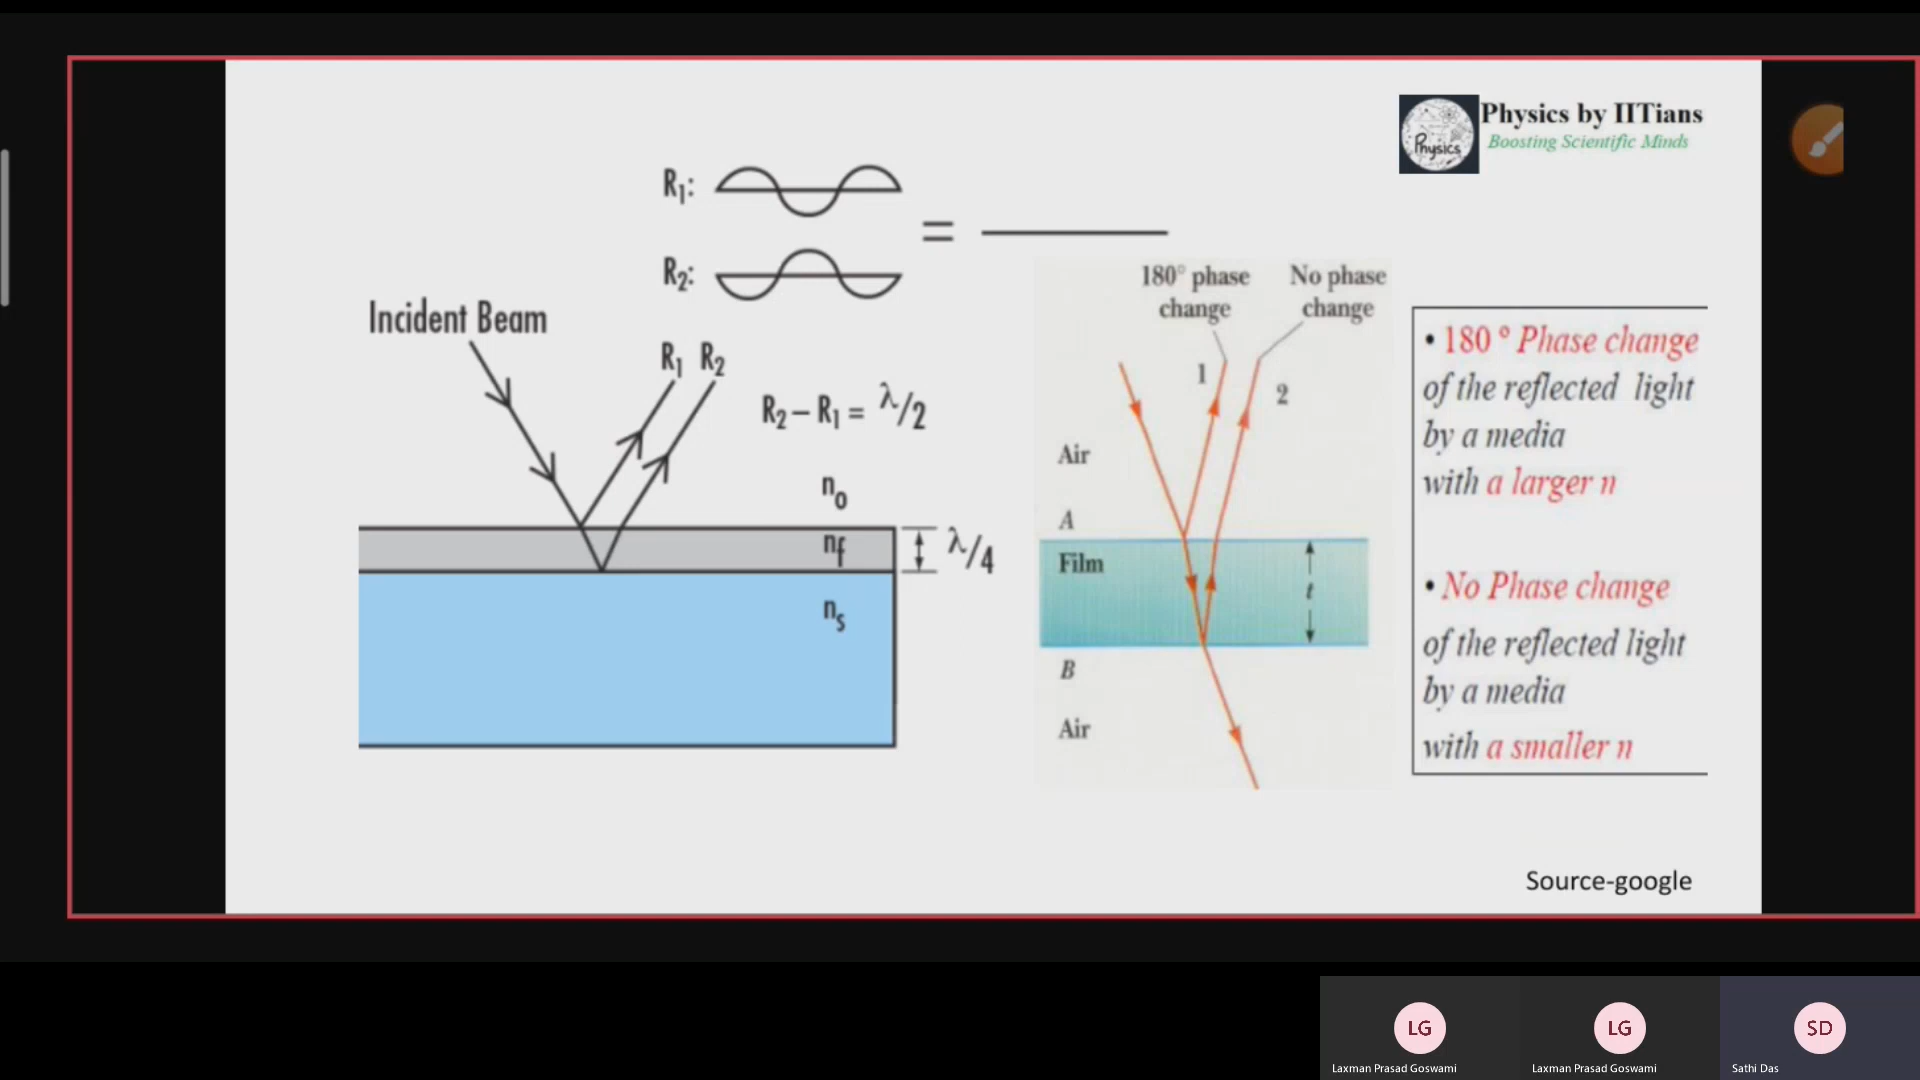 Physics by IITians
Boosting Scientific Minds
Physics
R₁:
=
R₂:
Incident Beam
R₁ R₂
R₂ – R₁ = λ/2
n₀
n_f
λ/4
n_s
180° phase
change
No phase
change
1
2
Air
A
Film
t
B
Air
• 180 ° Phase change
of the reflected light
by a media
with a larger n
• No Phase change
of the reflected light
by a media
with a smaller n
Source-google
LG
LG
SD
Laxman Prasad Goswami
Laxman Prasad Goswami
Sathi Das